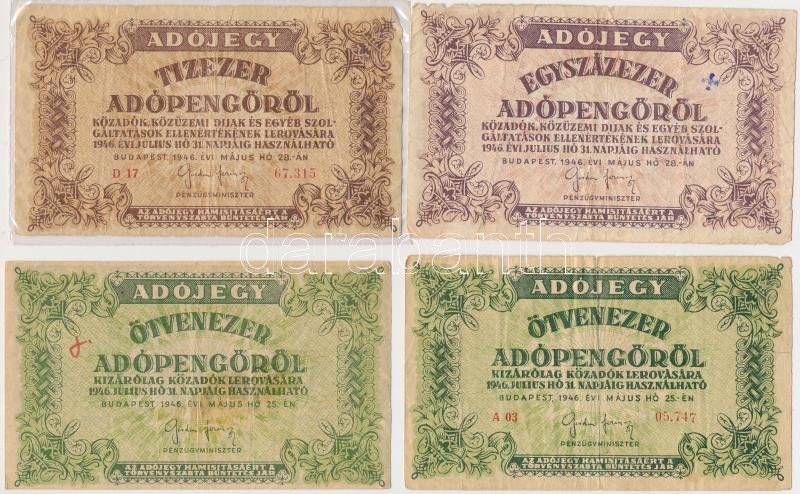 ADÓJEGY
TIZEZER
ADÓPENGŐRŐL
KÖZADÓK, KÖZÜZEMI DIJAK ÉS EGYÉB SZOL-
GÁLTATÁSOK ELLENÉRTÉKÉNEK LEROVÁSÁRA
1946. ÉVI JULIUS HÓ 31. NAPJÁIG HASZNÁLHATÓ
BUDAPEST, 1946. ÉVI MÁJUS HÓ 28.-ÁN
D 17 67.315
PÉNZÜGYMINISZTER
AZ ADÓJEGY HAMISITÁSÁÉRT A
TÖRVÉNYSZABTA BÜNTETÉS JÁR
ADÓJEGY
EGYSZÁZEZER
ADÓPENGŐRŐL
KÖZADÓK, KÖZÜZEMI DIJAK ÉS EGYÉB SZOL-
GÁLTATÁSOK ELLENÉRTÉKÉNEK LEROVÁSÁRA
1946. ÉVI JULIUS HÓ 31. NAPJÁIG HASZNÁLHATÓ
BUDAPEST, 1946. ÉVI MÁJUS HÓ 28.-ÁN
PÉNZÜGYMINISZTER
AZ ADÓJEGY HAMISITÁSÁÉRT A
TÖRVÉNYSZABTA BÜNTETÉS JÁR
darabanth.com
ADÓJEGY
ÖTVENEZER
ADÓPENGŐRŐL
KIZÁRÓLAG KÖZADÓK LEROVÁSÁRA
1946. JULIUS HÓ 31. NAPJÁIG HASZNÁLHATÓ
BUDAPEST, 1946. ÉVI MÁJUS HÓ 25.-ÉN
PÉNZÜGYMINISZTER
AZ ADÓJEGY HAMISITÁSÁÉRT A
TÖRVÉNYSZABTA BÜNTETÉS JÁR
ADÓJEGY
ÖTVENEZER
ADÓPENGŐRŐL
KIZÁRÓLAG KÖZADÓK LEROVÁSÁRA
1946. JULIUS HÓ 31. NAPJÁIG HASZNÁLHATÓ
BUDAPEST, 1946. ÉVI MÁJUS HÓ 25.-ÉN
A 03 05.747
PÉNZÜGYMINISZTER
AZ ADÓJEGY HAMISITÁSÁÉRT A
TÖRVÉNYSZABTA BÜNTETÉS JÁR